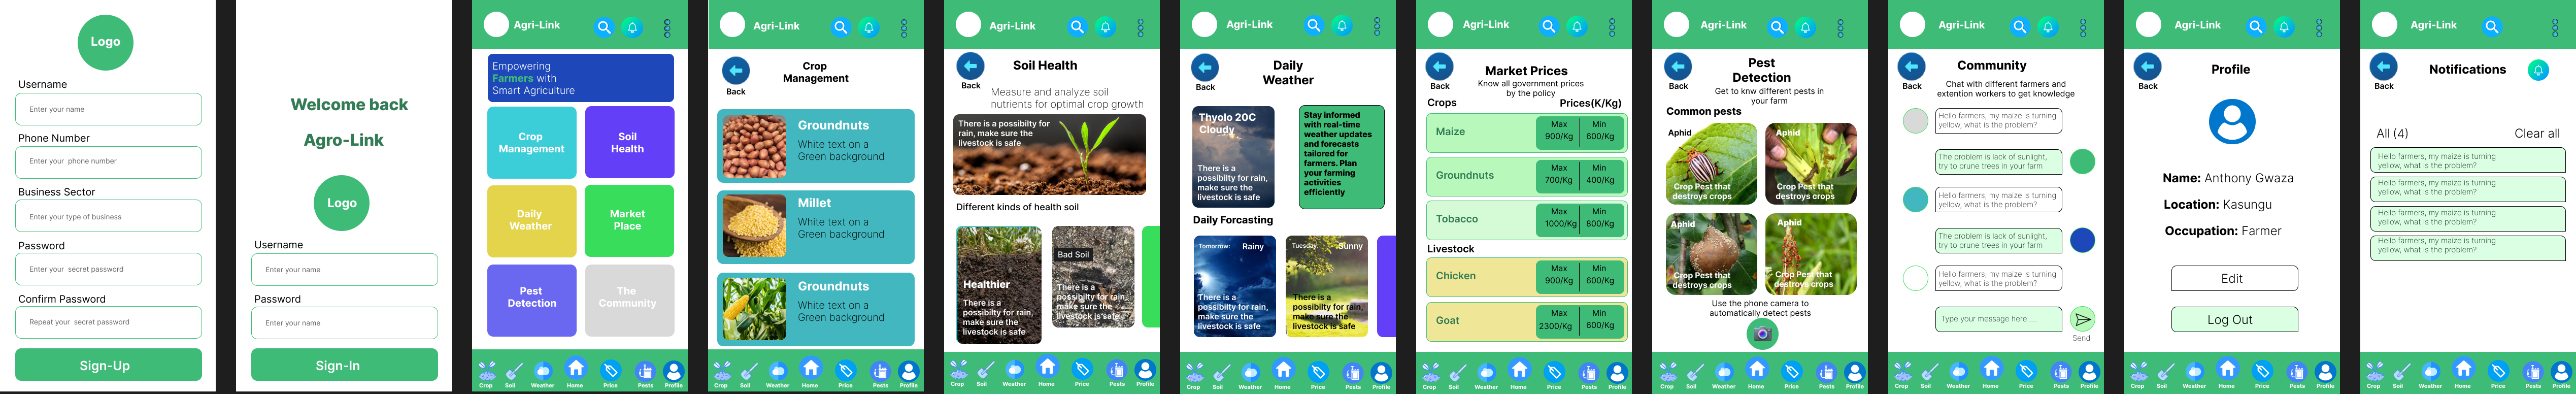 Logo
Username
Enter your name
Phone Number
Enter your  phone number
Business Sector
Enter your type of business
Password
Enter your  secret password
Confirm Password
Repeat your  secret password
Sign-Up
Welcome back
Agro-Link
Logo
Username
Enter your name
Password
Enter your name
Sign-In
Agri-Link
Empowering
Farmers with
Smart Agriculture
Crop
Management
Soil
Health
Daily
Weather
Market
Place
Pest
Detection
The
Community
Crop
Soil
Weather
Home
Price
Pests
Profile
Agri-Link
Back
Crop
Management
Groundnuts
White text on a
Green background
Millet
White text on a
Green background
Groundnuts
White text on a
Green background
Crop
Soil
Weather
Home
Price
Pests
Profile
Agri-Link
Back
Soil Health
Measure and analyze soil
nutrients for optimal crop growth
There is a possibilty for
rain, make sure the
livestock is safe
Different kinds of health soil
Healthier
There is a
possibilty for rain,
make sure the
livestock is safe
Bad Soil
There is a
possibilty for rain,
make sure the
livestock is safe
Crop
Soil
Weather
Home
Price
Pests
Profile
Agri-Link
Back
Daily
Weather
Thyolo 20C
Cloudy
There is a
possibilty for rain,
make sure the
livestock is safe
Stay informed
with real-time
weather updates
and forecasts
tailored for
farmers. Plan
your farming
activities
efficiently
Daily Forcasting
Tomorrow:
Rainy
There is a
possibilty for rain,
make sure the
livestock is safe
Tuesday:
Sunny
There is a
possibilty for rain,
make sure the
livestock is safe
Crop
Soil
Weather
Home
Price
Pests
Profile
Agri-Link
Back
Market Prices
Know all government prices
by the policy
Crops
Prices(K/Kg)
Maize
Max
900/Kg
Min
600/Kg
Groundnuts
Max
700/Kg
Min
400/Kg
Tobacco
Max
1000/Kg
Min
800/Kg
Livestock
Chicken
Max
900/Kg
Min
600/Kg
Goat
Max
2300/Kg
Min
600/Kg
Crop
Soil
Weather
Home
Price
Pests
Profile
Agri-Link
Back
Pest
Detection
Get to knw different pests in
your farm
Common pests
Aphid
Crop Pest that
destroys crops
Aphid
Crop Pest that
destroys crops
Aphid
Crop Pest that
destroys crops
Aphid
Crop Pest that
destroys crops
Use the phone camera to
automatically detect pests
Crop
Soil
Weather
Home
Price
Pests
Profile
Agri-Link
Back
Community
Chat with different farmers and
extention workers to get knowledge
Hello farmers, my maize is turning
yellow, what is the problem?
The problem is lack of sunlight,
try to prune trees in your farm
Hello farmers, my maize is turning
yellow, what is the problem?
The problem is lack of sunlight,
try to prune trees in your farm
Hello farmers, my maize is turning
yellow, what is the problem?
Type your message here.....
Send
Crop
Soil
Weather
Home
Price
Pests
Profile
Agri-Link
Back
Profile
Name: Anthony Gwaza
Location: Kasungu
Occupation: Farmer
Edit
Log Out
Crop
Soil
Weather
Home
Price
Pests
Profile
Agri-Link
Back
Notifications
All (4)
Clear all
Hello farmers, my maize is turning
yellow, what is the problem?
Hello farmers, my maize is turning
yellow, what is the problem?
Hello farmers, my maize is turning
yellow, what is the problem?
Hello farmers, my maize is turning
yellow, what is the problem?
Crop
Soil
Weather
Home
Price
Pests
Profile